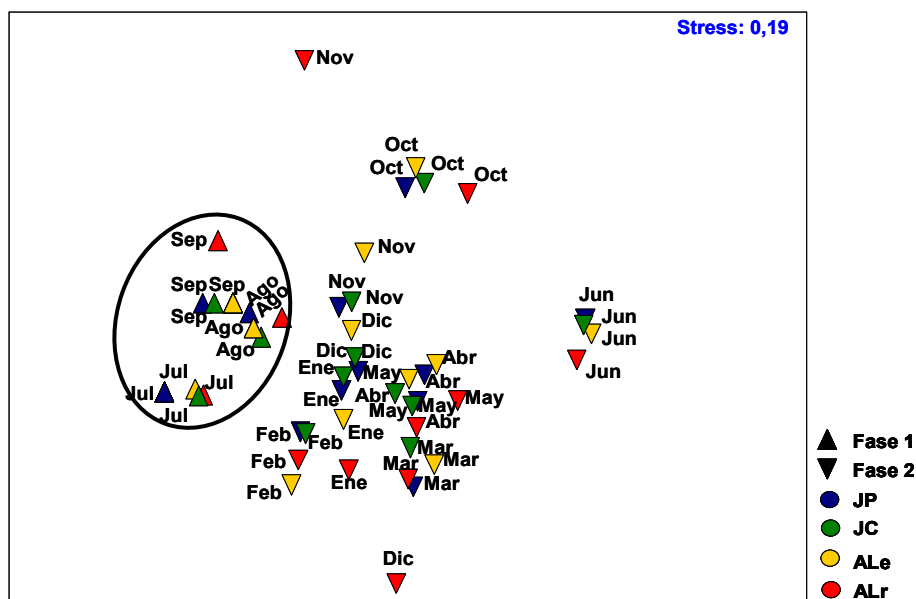 Stress: 0,19
Nov
Oct
Oct Oct
Oct
Sep
Nov
Sep Sep Ago
Ago
Sep
Ago
Ago
Nov
Nov
Dic
Jun
Jun
Jun
Jun
Dic Dic
Ene
May
Abr
Abr
Jul
Jul Jul
Jul
Ene
Abr
May May
May
Abr
Ene
Feb
Feb
Mar
Feb
Mar
Mar
Ene
Mar
Feb
Dic
Fase 1
Fase 2
JP
JC
ALe
ALr